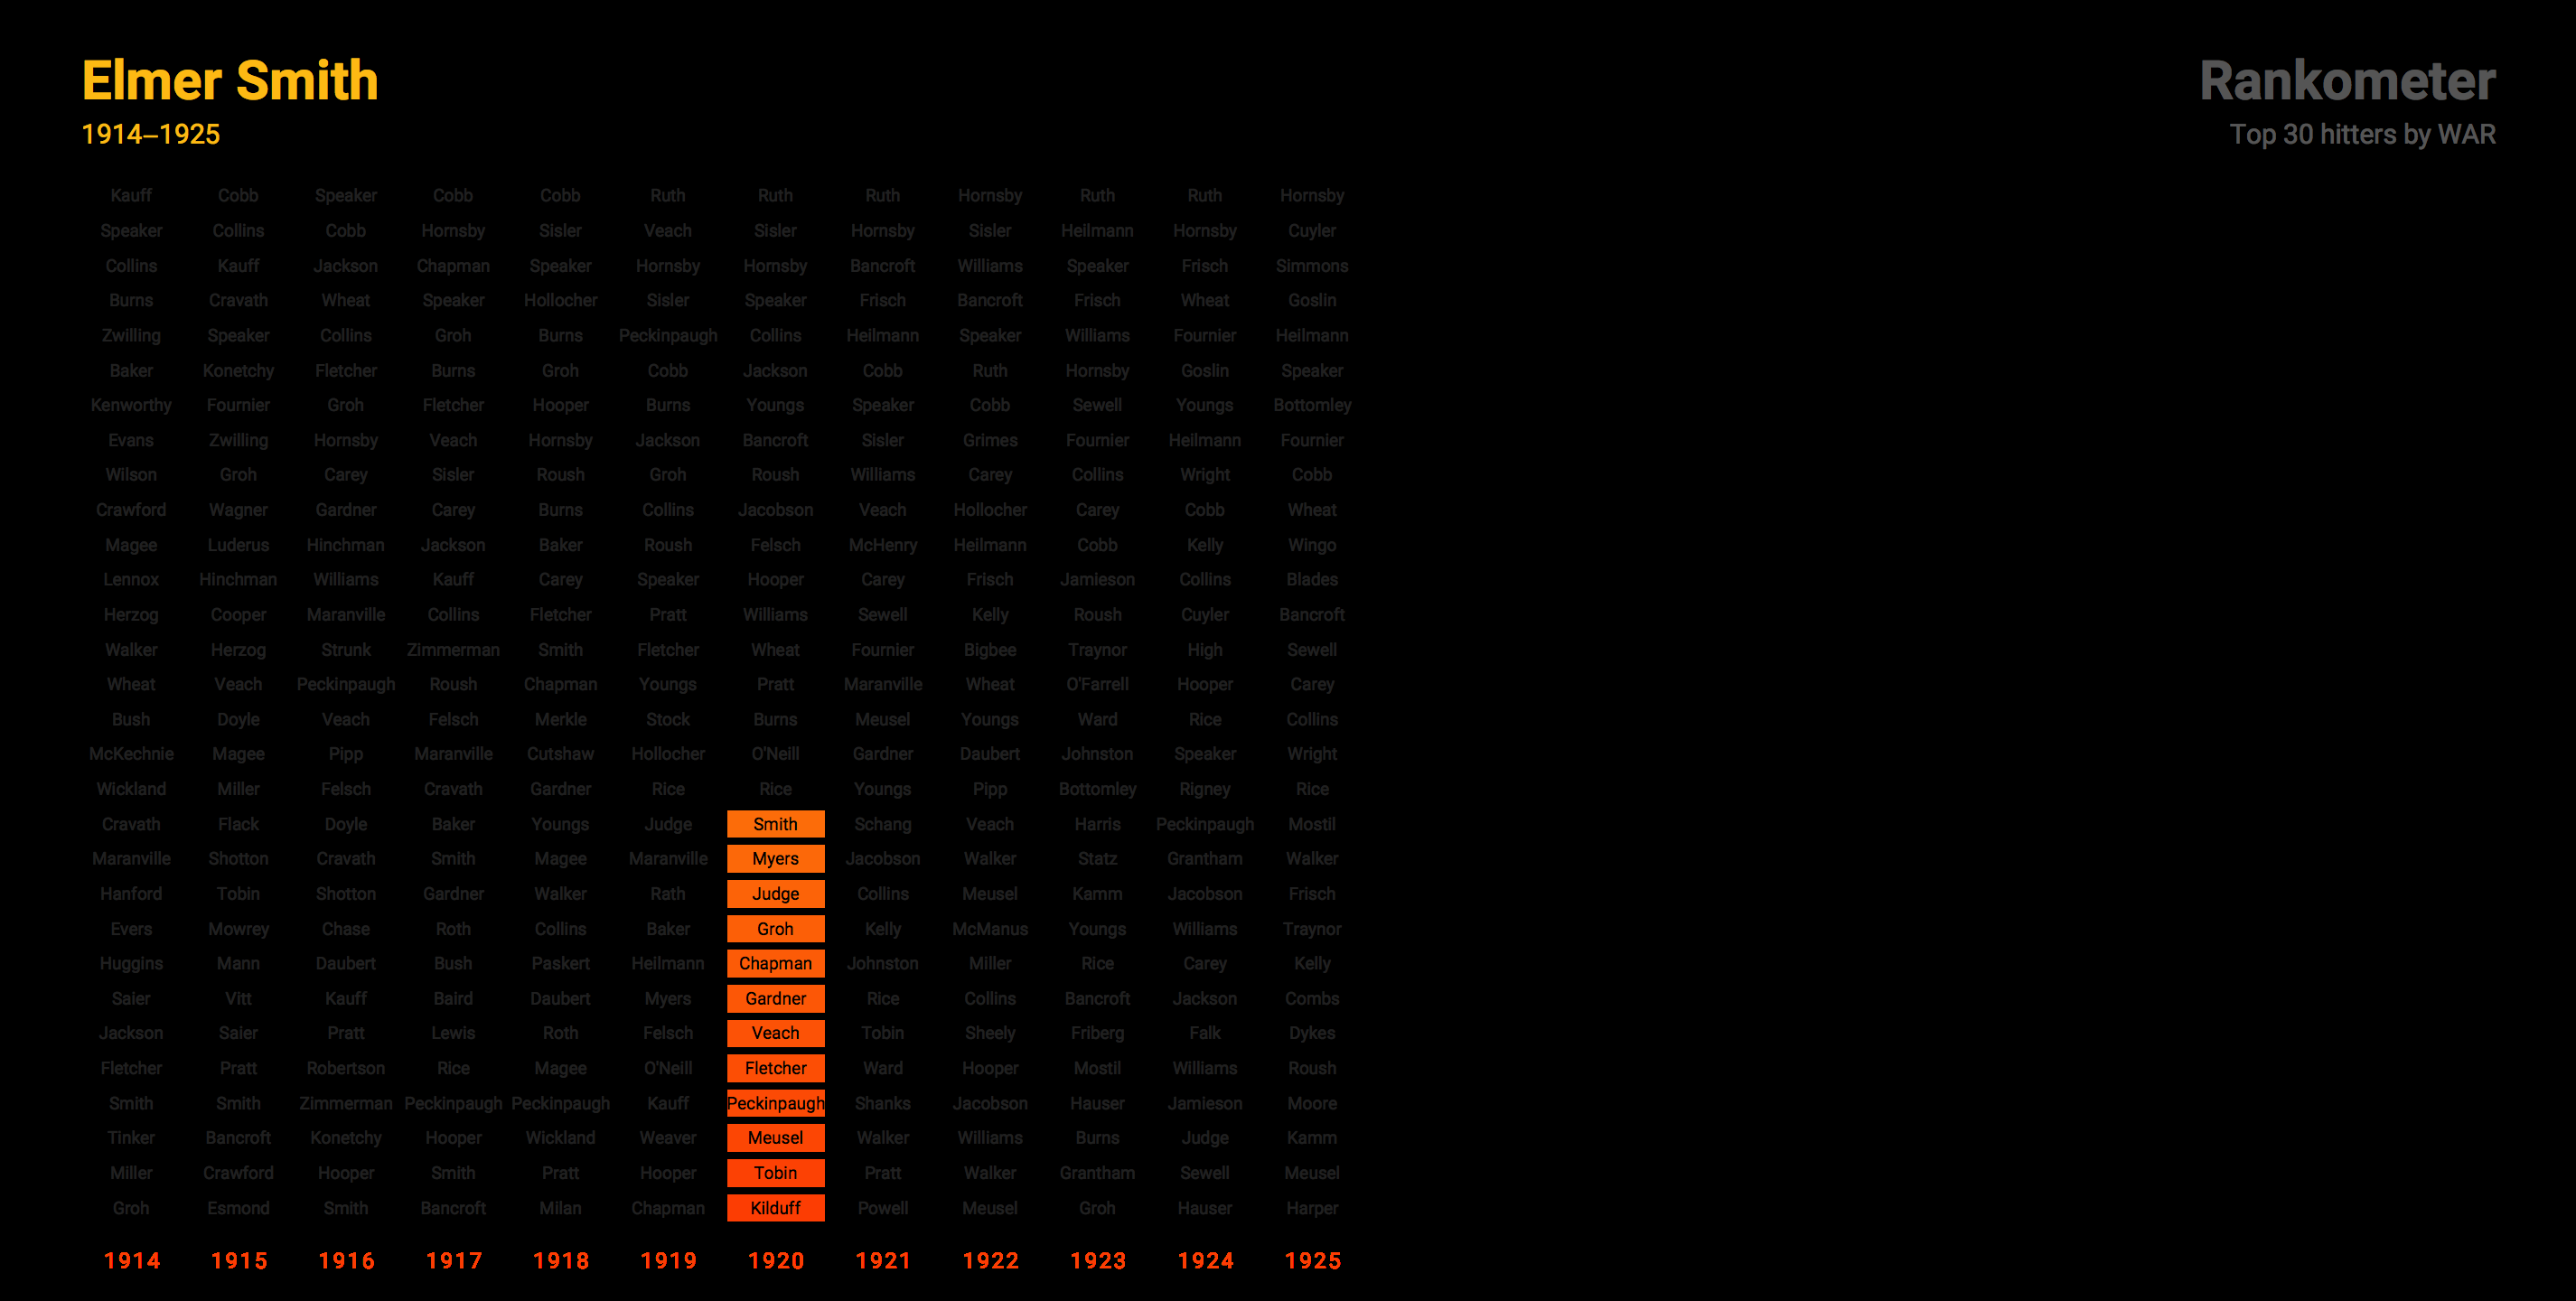 Elmer Smith
1914–1925
Rankometer
Top 30 hitters by WAR
Kauff Cobb Speaker Cobb Cobb Ruth Ruth Ruth Hornsby Ruth Ruth Hornsby
Speaker Collins Cobb Hornsby Sisler Veach Sisler Hornsby Sisler Heilmann Hornsby Cuyler
Collins Kauff Jackson Chapman Speaker Hornsby Hornsby Bancroft Williams Speaker Frisch Simmons
Burns Cravath Wheat Speaker Hollocher Sisler Speaker Frisch Bancroft Frisch Wheat Goslin
Zwilling Speaker Collins Groh Burns Peckinpaugh Collins Heilmann Speaker Williams Fournier Heilmann
Baker Konetchy Fletcher Burns Groh Cobb Jackson Cobb Ruth Hornsby Goslin Speaker
Kenworthy Fournier Groh Fletcher Hooper Burns Youngs Speaker Cobb Sewell Youngs Bottomley
Evans Zwilling Hornsby Veach Hornsby Jackson Bancroft Sisler Grimes Fournier Heilmann Fournier
Wilson Groh Carey Sisler Roush Groh Roush Williams Carey Collins Wright Cobb
Crawford Wagner Gardner Carey Burns Collins Jacobson Veach Hollocher Carey Cobb Wheat
Magee Luderus Hinchman Jackson Baker Roush Felsch McHenry Heilmann Cobb Kelly Wingo
Lennox Hinchman Williams Kauff Carey Speaker Hooper Carey Frisch Jamieson Collins Blades
Herzog Cooper Maranville Collins Fletcher Pratt Williams Sewell Kelly Roush Cuyler Bancroft
Walker Herzog Strunk Zimmerman Smith Fletcher Wheat Fournier Bigbee Traynor High Sewell
Wheat Veach Peckinpaugh Roush Chapman Youngs Pratt Maranville Wheat O'Farrell Hooper Carey
Bush Doyle Veach Felsch Merkle Stock Burns Meusel Youngs Ward Rice Collins
McKechnie Magee Pipp Maranville Cutshaw Hollocher O'Neill Gardner Daubert Johnston Speaker Wright
Wickland Miller Felsch Cravath Gardner Rice Rice Youngs Pipp Bottomley Rigney Rice
Cravath Flack Doyle Baker Youngs Judge Smith Schang Veach Harris Peckinpaugh Mostil
Maranville Shotton Cravath Smith Magee Maranville Myers Jacobson Walker Statz Grantham Walker
Hanford Tobin Shotton Gardner Walker Rath Judge Collins Meusel Kamm Jacobson Frisch
Evers Mowrey Chase Roth Collins Baker Groh Kelly McManus Youngs Williams Traynor
Huggins Mann Daubert Bush Paskert Heilmann Chapman Johnston Miller Rice Carey Kelly
Saier Vitt Kauff Baird Daubert Myers Gardner Rice Collins Bancroft Jackson Combs
Jackson Saier Pratt Lewis Roth Felsch Veach Tobin Sheely Friberg Falk Dykes
Fletcher Pratt Robertson Rice Magee O'Neill Fletcher Ward Hooper Mostil Williams Roush
Smith Smith Zimmerman Peckinpaugh Peckinpaugh Kauff Peckinpaugh Shanks Jacobson Hauser Jamieson Moore
Tinker Bancroft Konetchy Hooper Wickland Weaver Meusel Walker Williams Burns Judge Kamm
Miller Crawford Hooper Smith Pratt Hooper Tobin Pratt Walker Grantham Sewell Meusel
Groh Esmond Smith Bancroft Milan Chapman Kilduff Powell Meusel Groh Hauser Harper
1914 1915 1916 1917 1918 1919 1920 1921 1922 1923 1924 1925